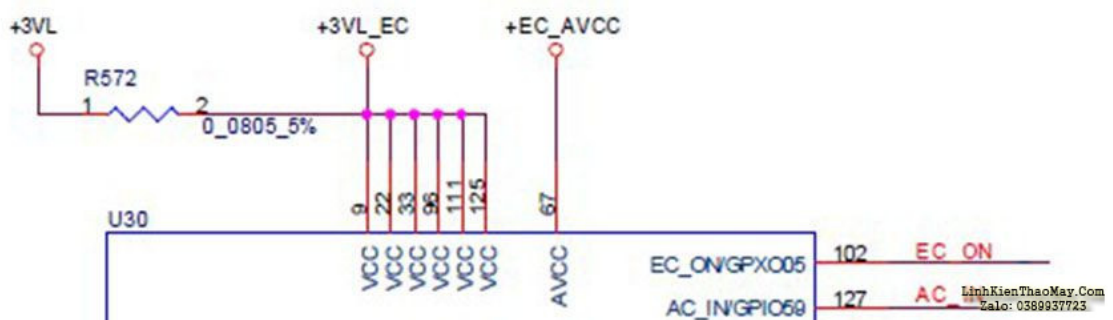 +3VL +3VL_EC +EC_AVCC
R572
1 2
0_0805_5%
9 22 33 96 111 125 67
U30
VCC VCC VCC VCC VCC VCC AVCC
EC_ON/GPXO05 102 EC_ON
AC_IN/GPIO59 127
LinhKienThaoMay.Com
Zalo: 0389937723